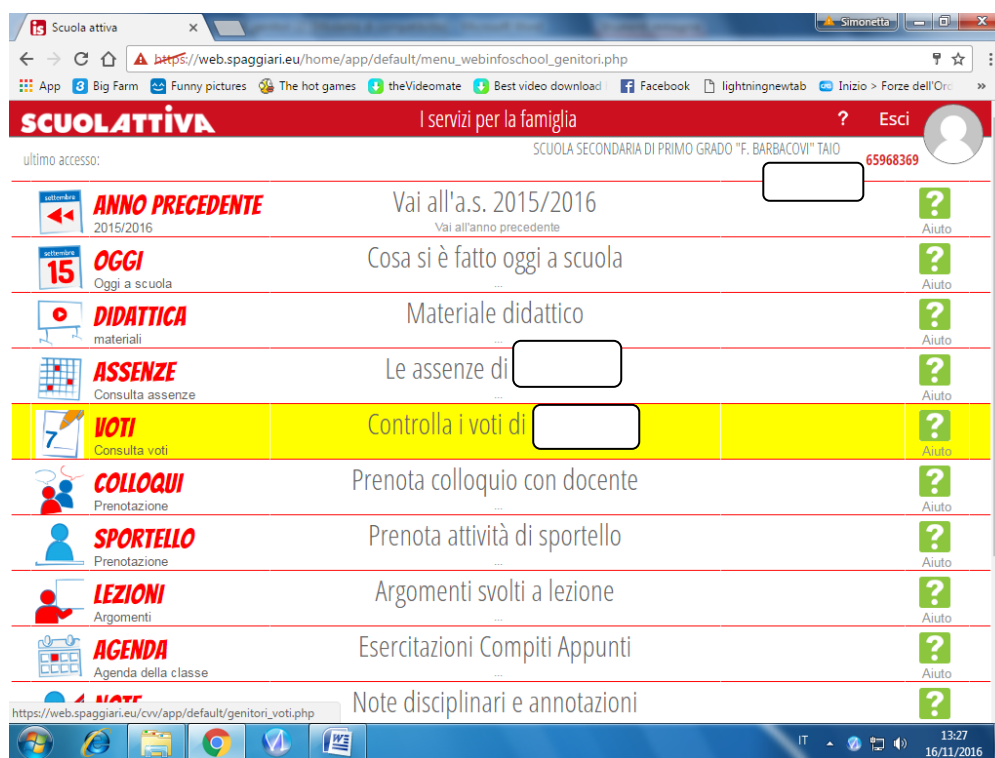 Scuola attiva
Simonetta
https://web.spaggiari.eu/home/app/default/menu_webinfoschool_genitori.php
App Big Farm Funny pictures The hot games theVideomate Best video download Facebook lightningnewtab Inizio > Forze dell'Ord »
SCUOLATTIVA I servizi per la famiglia ? Esci
ultimo accesso: SCUOLA SECONDARIA DI PRIMO GRADO "F. BARBACOVI" TAIO 65968369
settembre ANNO PRECEDENTE Vai all'a.s. 2015/2016 ?
2015/2016 Vai all'anno precedente Aiuto
settembre 15 OGGI Cosa si è fatto oggi a scuola ?
Oggi a scuola ... Aiuto
DIDATTICA Materiale didattico ?
materiali ... Aiuto
ASSENZE Le assenze di ?
Consulta assenze ... Aiuto
7 VOTI Controlla i voti di ?
Consulta voti Aiuto
COLLOQUI Prenota colloquio con docente ?
Prenotazione ... Aiuto
SPORTELLO Prenota attività di sportello ?
Prenotazione ... Aiuto
LEZIONI Argomenti svolti a lezione ?
Argomenti ... Aiuto
AGENDA Esercitazioni Compiti Appunti ?
Agenda della classe ... Aiuto
NOTE Note disciplinari e annotazioni ?
https://web.spaggiari.eu/cvv/app/default/genitori_voti.php
IT 13:27
16/11/2016